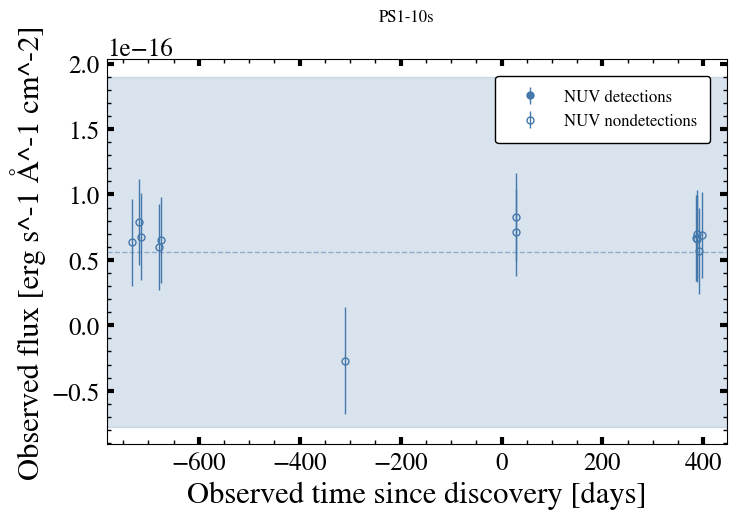 PS1-10s
1e−16
2.0
1.5
1.0
0.5
0.0
−0.5
Observed flux [erg s^-1 Å^-1 cm^-2]
NUV detections
NUV nondetections
−600 −400 −200 0 200 400
Observed time since discovery [days]